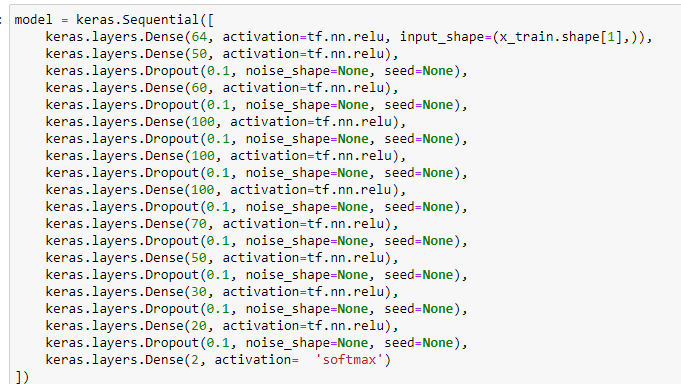 : model = keras.Sequential([
    keras.layers.Dense(64, activation=tf.nn.relu, input_shape=(x_train.shape[1],)),
    keras.layers.Dense(50, activation=tf.nn.relu),
    keras.layers.Dropout(0.1, noise_shape=None, seed=None),
    keras.layers.Dense(60, activation=tf.nn.relu),
    keras.layers.Dropout(0.1, noise_shape=None, seed=None),
    keras.layers.Dense(100, activation=tf.nn.relu),
    keras.layers.Dropout(0.1, noise_shape=None, seed=None),
    keras.layers.Dense(100, activation=tf.nn.relu),
    keras.layers.Dropout(0.1, noise_shape=None, seed=None),
    keras.layers.Dense(100, activation=tf.nn.relu),
    keras.layers.Dropout(0.1, noise_shape=None, seed=None),
    keras.layers.Dense(70, activation=tf.nn.relu),
    keras.layers.Dropout(0.1, noise_shape=None, seed=None),
    keras.layers.Dense(50, activation=tf.nn.relu),
    keras.layers.Dropout(0.1, noise_shape=None, seed=None),
    keras.layers.Dense(30, activation=tf.nn.relu),
    keras.layers.Dropout(0.1, noise_shape=None, seed=None),
    keras.layers.Dense(20, activation=tf.nn.relu),
    keras.layers.Dropout(0.1, noise_shape=None, seed=None),
    keras.layers.Dense(2, activation=  'softmax')
])